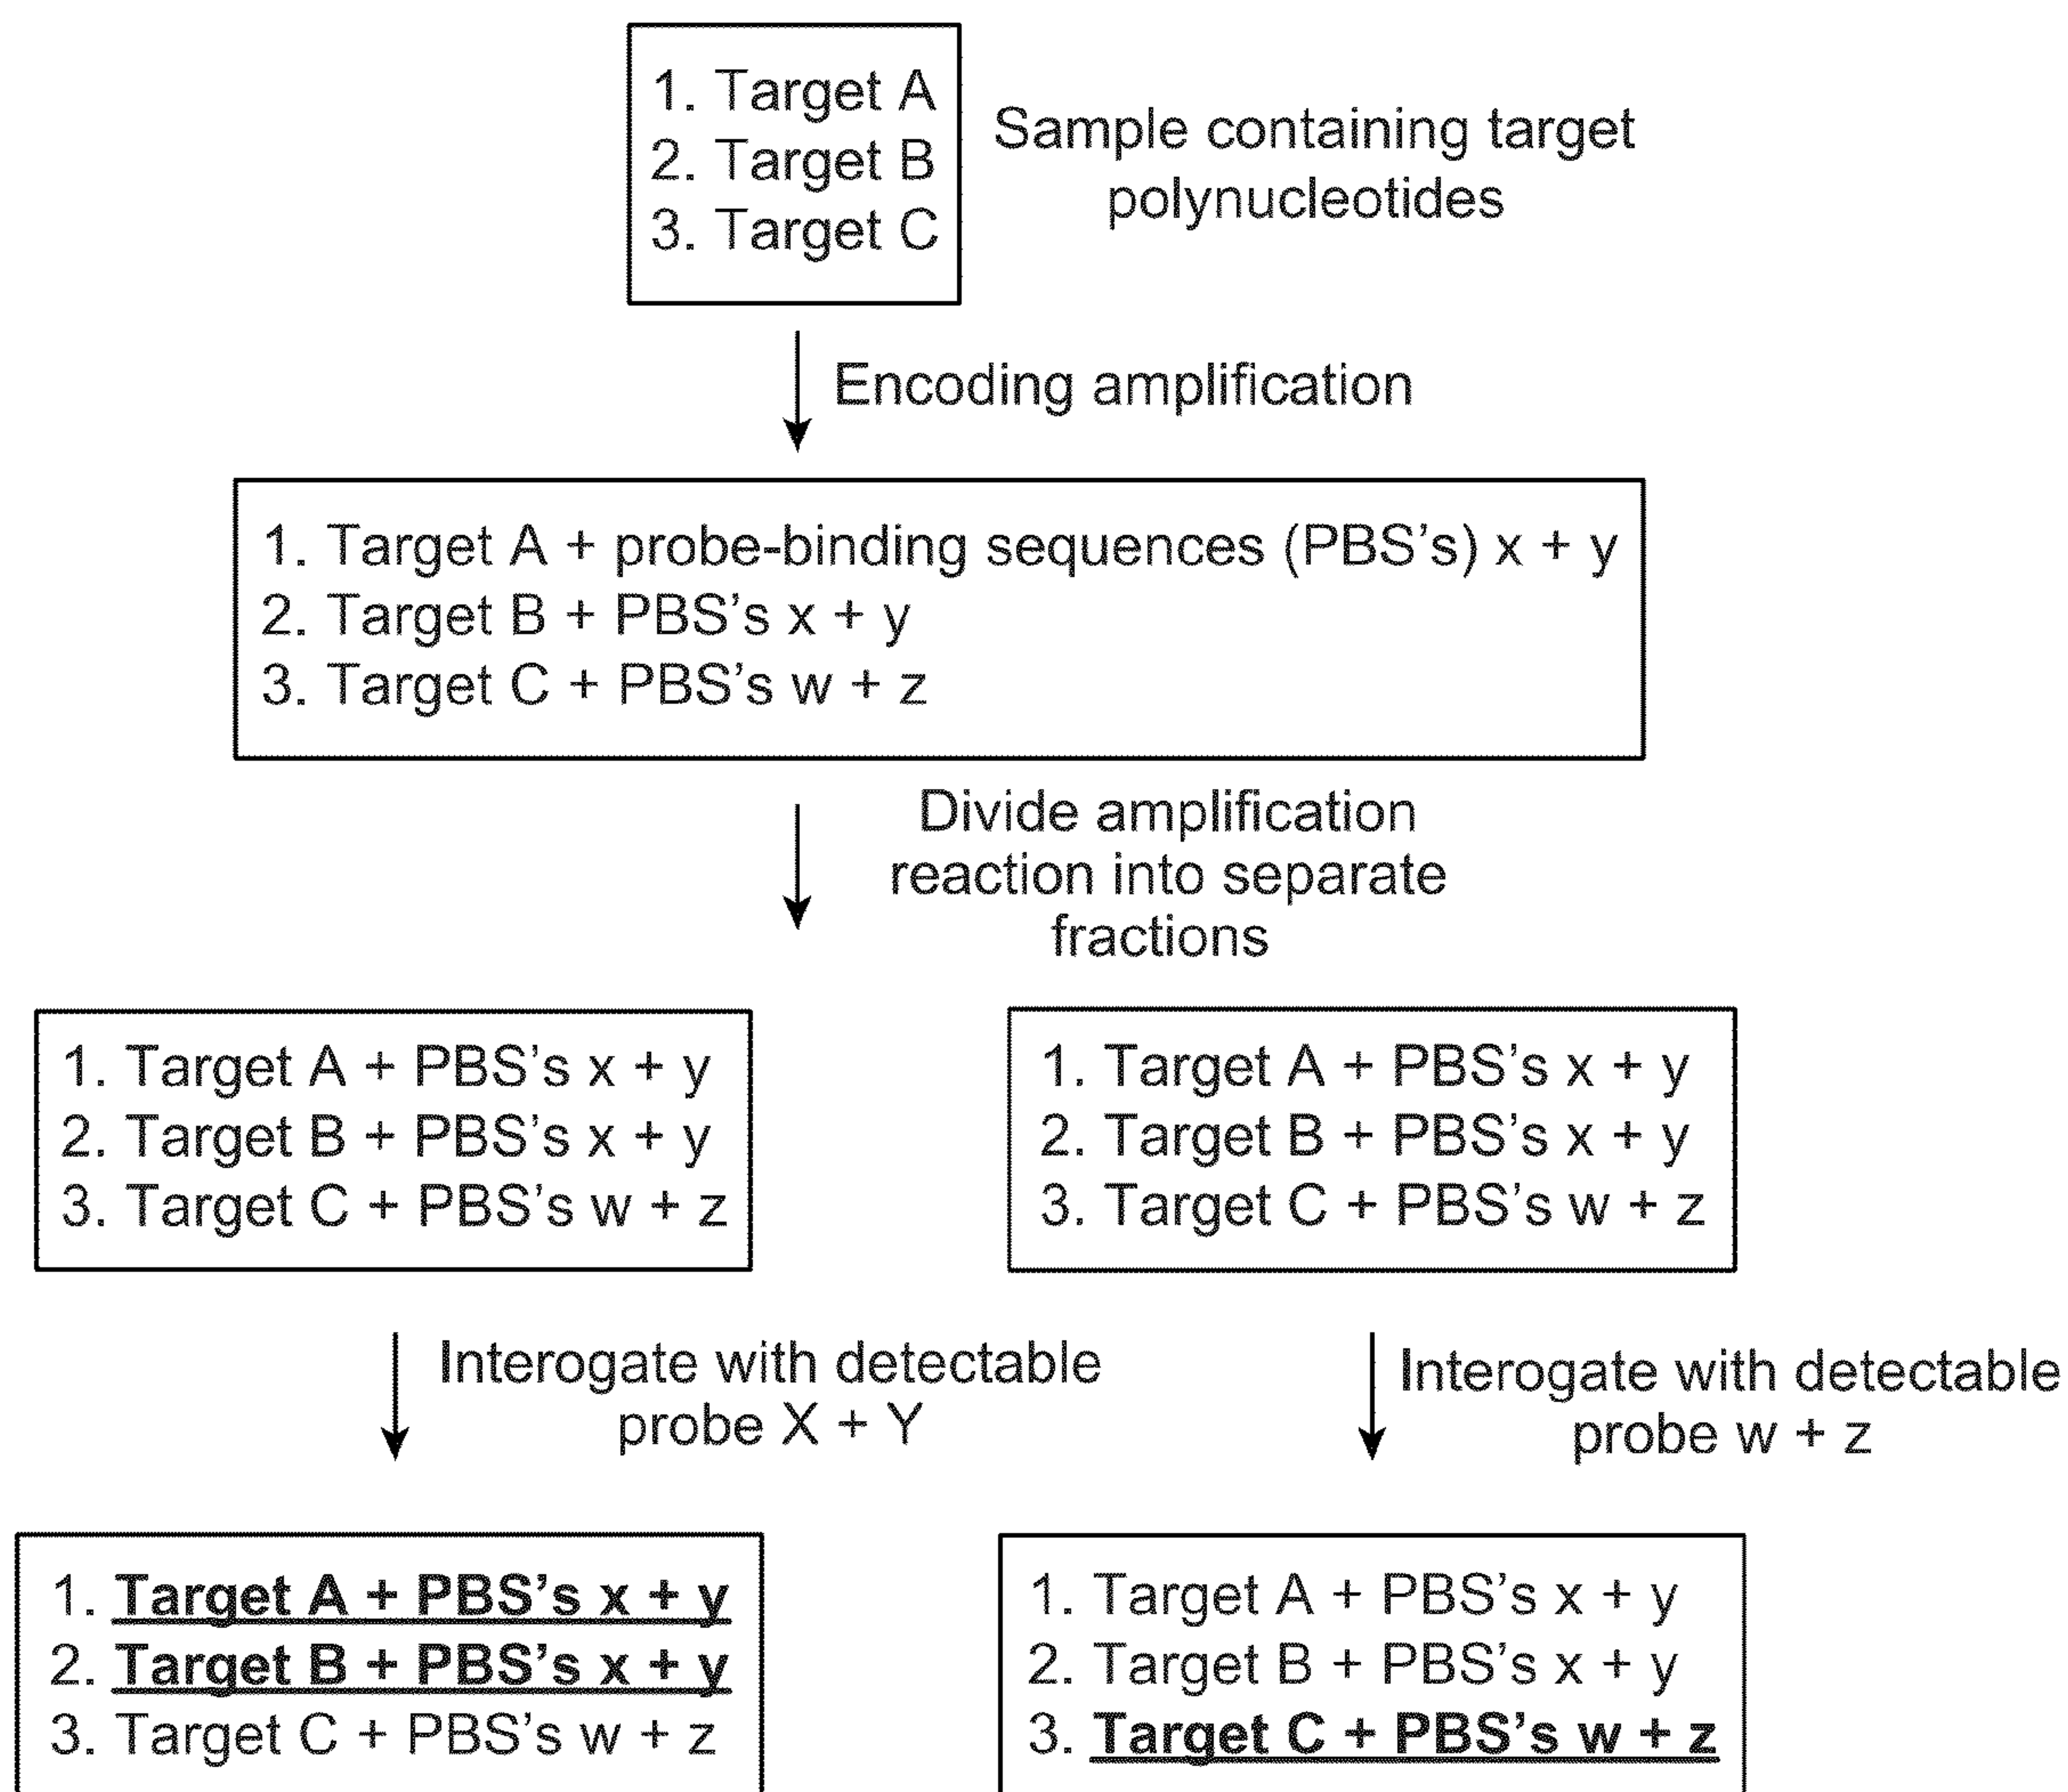 1. Target A
2. Target B
3. Target C
Sample containing target
polynucleotides
Encoding amplification
1. Target A + probe-binding sequences (PBS’s) x + y
2. Target B + PBS’s x + y
3. Target C + PBS’s w + z
Divide amplification
reaction into separate
fractions
1. Target A + PBS’s x + y
2. Target B + PBS’s x + y
3. Target C + PBS’s w + z
1. Target A + PBS’s x + y
2. Target B + PBS’s x + y
3. Target C + PBS’s w + z
Interogate with detectable
probe X + Y
Interogate with detectable
probe w + z
1. Target A + PBS’s x + y
2. Target B + PBS’s x + y
3. Target C + PBS’s w + z
1. Target A + PBS’s x + y
2. Target B + PBS’s x + y
3. Target C + PBS’s w + z